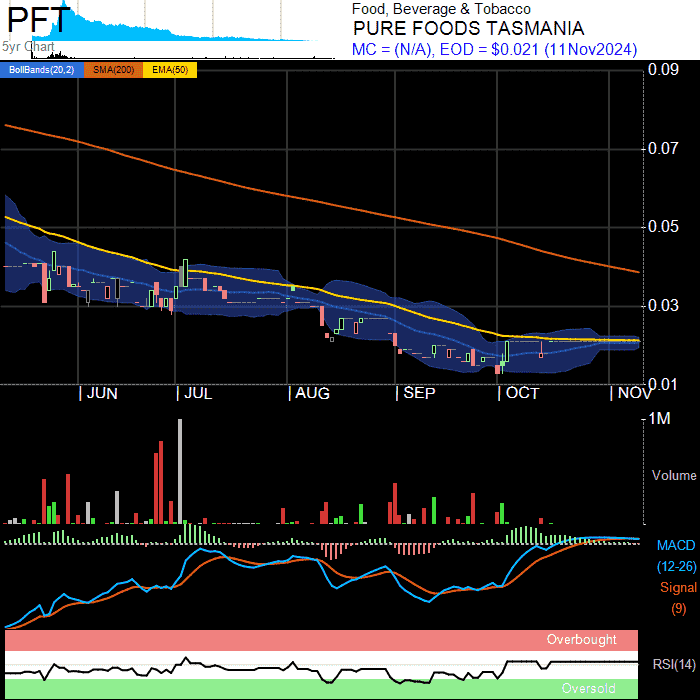 PFT
5yr Chart
Food, Beverage & Tobacco
PURE FOODS TASMANIA
MC = (N/A), EOD = $0.021 (11Nov2024)
BollBands(20,2) SMA(200) EMA(50)
0.09
0.07
0.05
0.03
0.01
JUN JUL AUG SEP OCT NOV
1M
Volume
MACD
(12-26)
Signal
(9)
Overbought
RSI(14)
Oversold